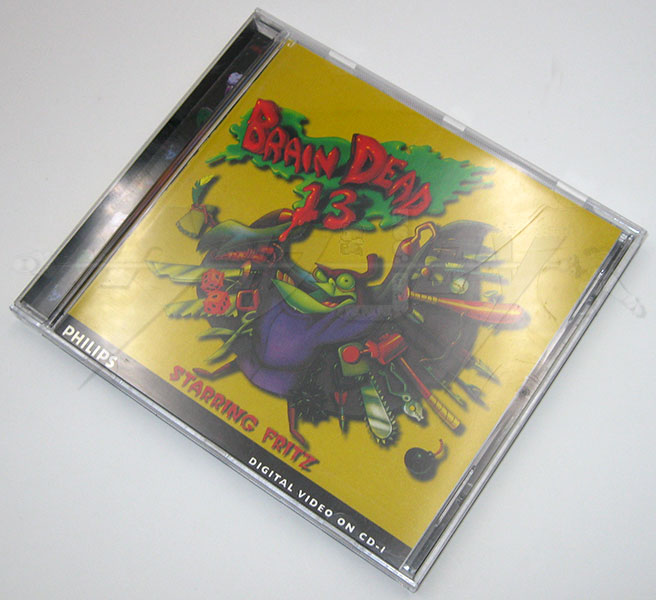 BRAIN DEAD
13
STARRING FRITZ
PHILIPS
DIGITAL VIDEO ON CD-I